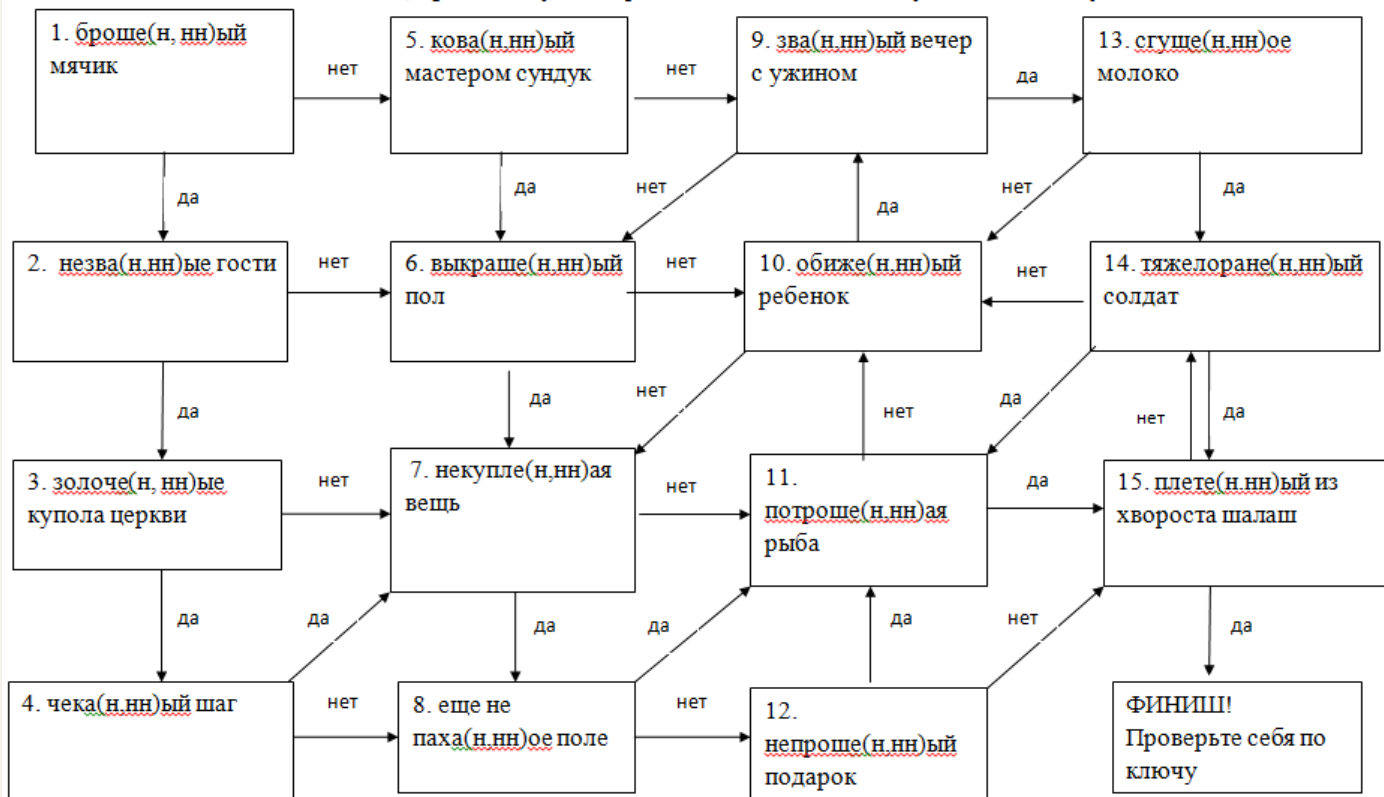 1. броше(н, нн)ый
мячик
нет
5. кова(н,нн)ый
мастером сундук
нет
9. зва(н,нн)ый вечер
с ужином
да
13. сгуще(н,нн)ое
молоко
да
да
нет
да
нет
да
2. незва(н,нн)ые гости
нет
6. выкраше(н,нн)ый
пол
нет
10. обиже(н,нн)ый
ребенок
нет
14. тяжелоране(н,нн)ый
солдат
да
да
нет
нет
да
нет
да
3. золоче(н, нн)ые
купола церкви
нет
7. некупле(н,нн)ая
вещь
нет
11.
потроше(н,нн)ая
рыба
да
15. плете(н.нн)ый из
хвороста шалаш
да
да
да
да
да
нет
да
4. чека(н,нн)ый шаг
нет
8. еще не
паха(н,нн)ое поле
нет
12.
непроше(н,нн)ый
подарок
ФИНИШ!
Проверьте себя по
ключу